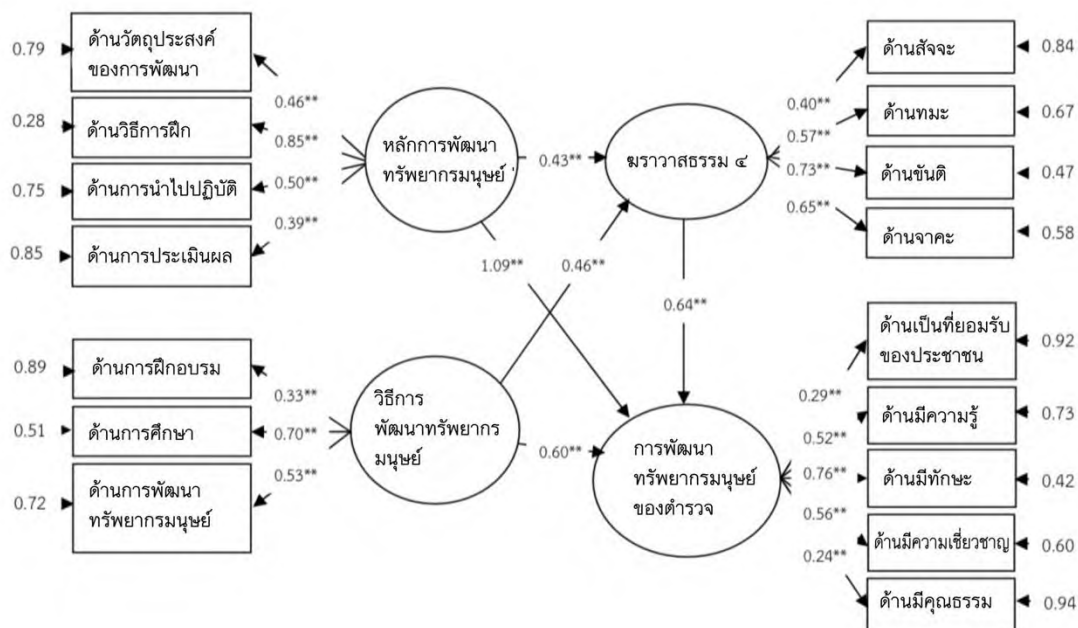 0.79
ด้านวัตถุประสงค์
ของการพัฒนา
0.46**
0.28
ด้านวิธีการฝึก
0.85**
0.75
ด้านการนำไปปฏิบัติ
0.50**
0.85
ด้านการประเมินผล
0.39**
หลักการพัฒนา
ทรัพยากรมนุษย์
0.43**
1.09**
0.89
ด้านการฝึกอบรม
0.33**
0.51
ด้านการศึกษา
0.70**
0.72
ด้านการพัฒนา
ทรัพยากรมนุษย์
0.53**
วิธีการ
พัฒนาทรัพยากร
มนุษย์
0.46**
0.60**
ฆราวาสธรรม ๔
0.64**
0.40**
ด้านสัจจะ
0.84
0.57**
ด้านทมะ
0.67
0.73**
ด้านขันติ
0.47
0.65**
ด้านจาคะ
0.58
การพัฒนา
ทรัพยากรมนุษย์
ของตำรวจ
0.29**
ด้านเป็นที่ยอมรับ
ของประชาชน
0.92
0.52**
ด้านมีความรู้
0.73
0.76**
ด้านมีทักษะ
0.42
0.56**
ด้านมีความเชี่ยวชาญ
0.60
0.24**
ด้านมีคุณธรรม
0.94